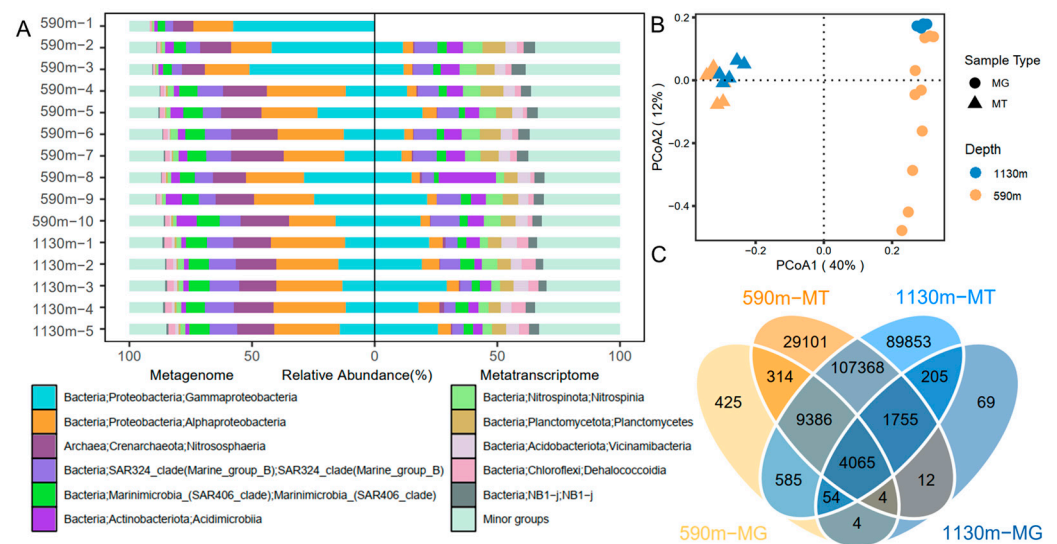 A
590m-1
590m-2
590m-3
590m-4
590m-5
590m-6
590m-7
590m-8
590m-9
590m-10
1130m-1
1130m-2
1130m-3
1130m-4
1130m-5
100 50 0 50 100
Metagenome Relative Abundance(%) Metatranscriptome
Bacteria;Proteobacteria;Gammaproteobacteria
Bacteria;Proteobacteria;Alphaproteobacteria
Archaea;Crenarchaeota;Nitrososphaeria
Bacteria;SAR324_clade(Marine_group_B);SAR324_clade(Marine_group_B)
Bacteria;Marinimicrobia_(SAR406_clade);Marinimicrobia_(SAR406_clade)
Bacteria;Actinobacteriota;Acidimicrobiia
Bacteria;Nitrospinota;Nitrospinia
Bacteria;Planctomycetota;Planctomycetes
Bacteria;Acidobacteriota;Vicinamibacteria
Bacteria;Chloroflexi;Dehalococcoidia
Bacteria;NB1-j;NB1-j
Minor groups
B
PCoA2 ( 12%)
0.2
0.0
−0.2
−0.4
−0.2 0.0 0.2
PCoA1 ( 40%)
Sample Type
MG
MT
Depth
1130m
590m
C
590m-MT 1130m-MT
29101 89853
314 107368 205
425 9386 1755 69
4065
585 12
54 4
4
590m-MG 1130m-MG